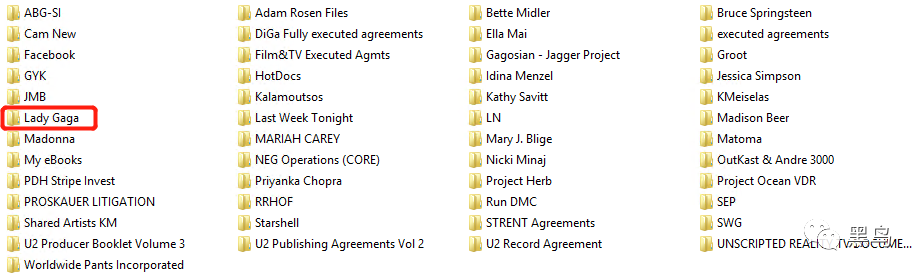 ABG-SI Adam Rosen Files Bette Midler Bruce Springsteen
Cam New DiGa Fully executed agreements Ella Mai executed agreements
Facebook Film&TV Executed Agmts Gagosian - Jagger Project Groot
GYK HotDocs Idina Menzel Jessica Simpson
JMB Kalamoutsos Kathy Savitt KMeiselas
Lady Gaga Last Week Tonight LN Madison Beer
Madonna MARIAH CAREY Mary J. Blige Matoma
My eBooks NEG Operations (CORE) Nicki Minaj OutKast & Andre 3000
PDH Stripe Invest Priyanka Chopra Project Herb Project Ocean VDR
PROSKAUER LITIGATION RRHOF Run DMC SEP
Shared Artists KM Starshell STRENT Agreements SWG
U2 Producer Booklet Volume 3 U2 Publishing Agreements Vol 2 U2 Record Agreement UNSCRIPTED
Worldwide Pants Incorporated
黑鸟